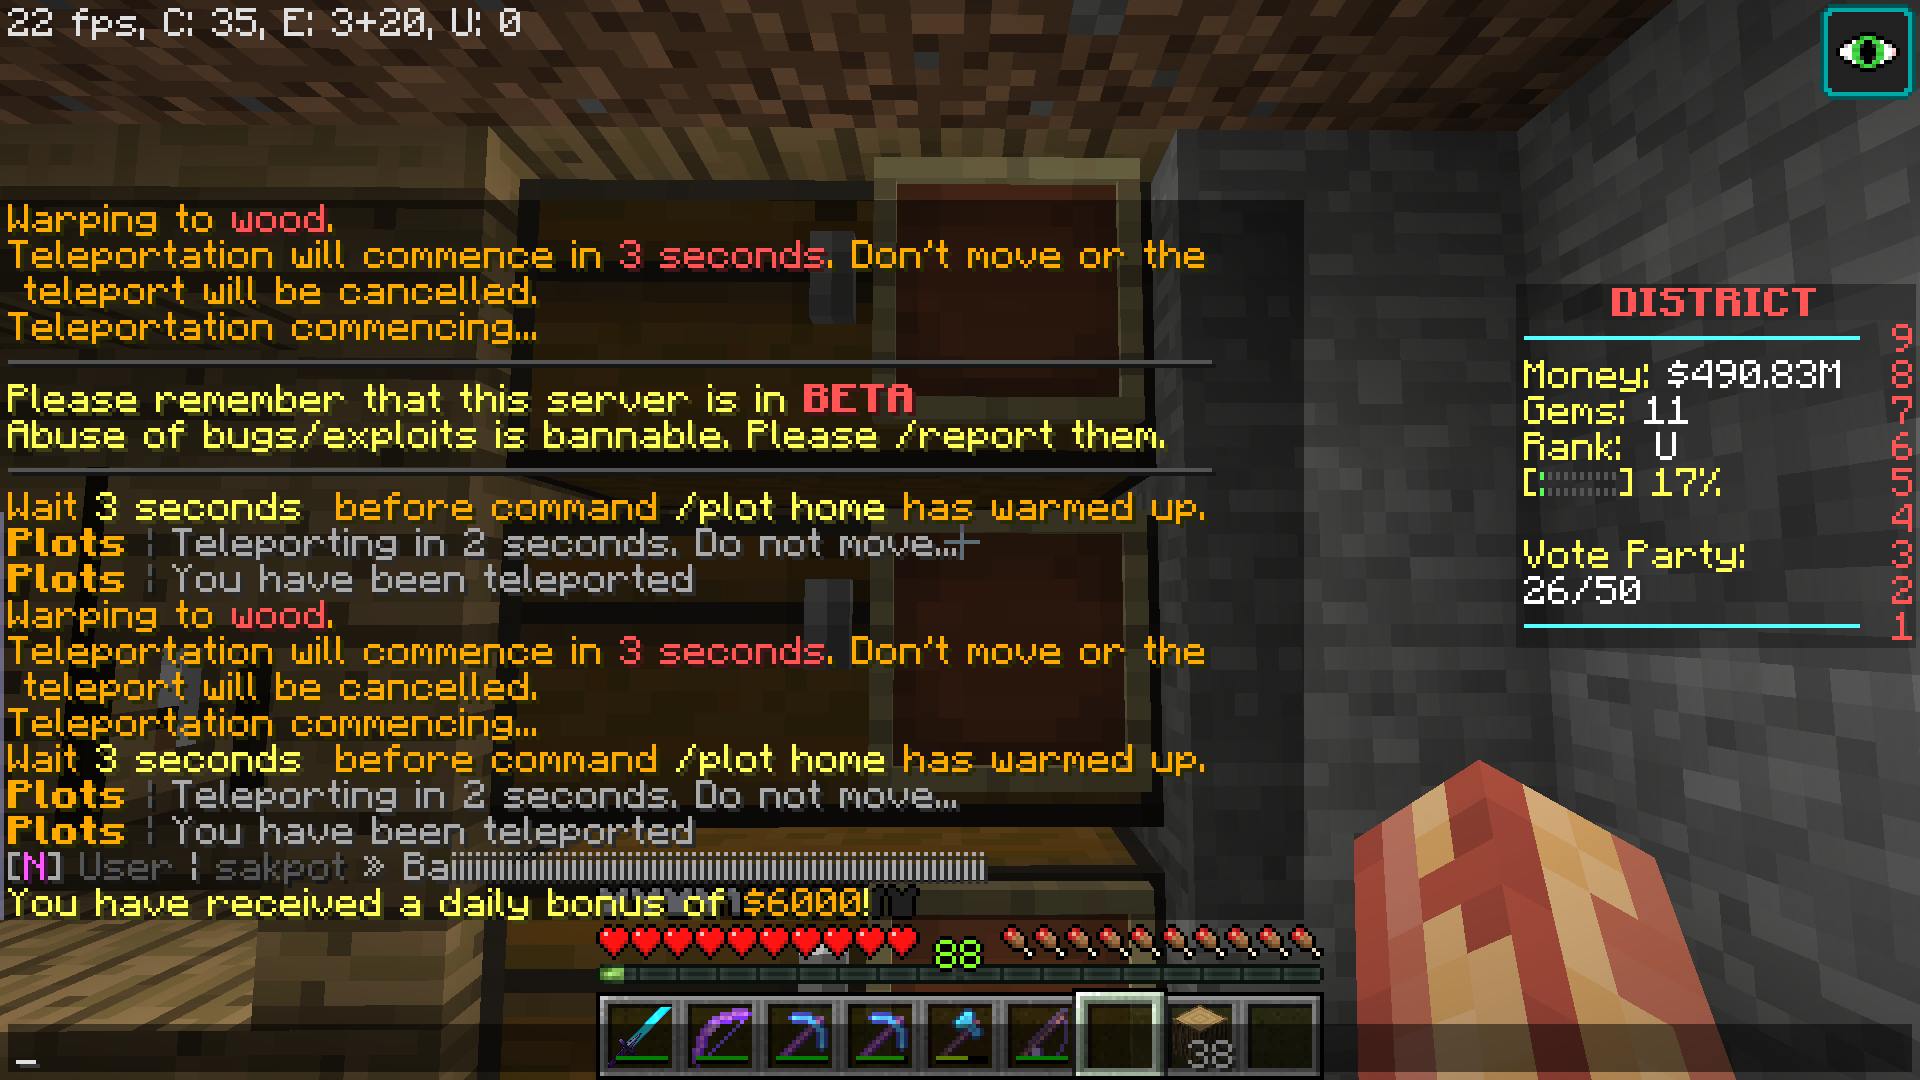 22 fps, C: 35, E: 3+20, U: 0
Warping to wood.
Teleportation will commence in 3 seconds. Don't move or the
teleport will be cancelled.
Teleportation commencing...
Please remember that this server is in BETA
Abuse of bugs/exploits is bannable. Please /report them.
Wait 3 seconds before command /plot home has warmed up.
Plots ¦ Teleporting in 2 seconds. Do not move...
Plots ¦ You have been teleported
Warping to wood.
Teleportation will commence in 3 seconds. Don't move or the
teleport will be cancelled.
Teleportation commencing...
Wait 3 seconds before command /plot home has warmed up.
Plots ¦ Teleporting in 2 seconds. Do not move...
Plots ¦ You have been teleported
[N] User ¦ sakpot » Ba
You have received a daily bonus of $6000!
DISTRICT
9
Money: $490.83M 8
Gems: 11 7
Rank: U 6
[] 17% 5
4
Vote Party: 3
26/50 2
1
88
38
_